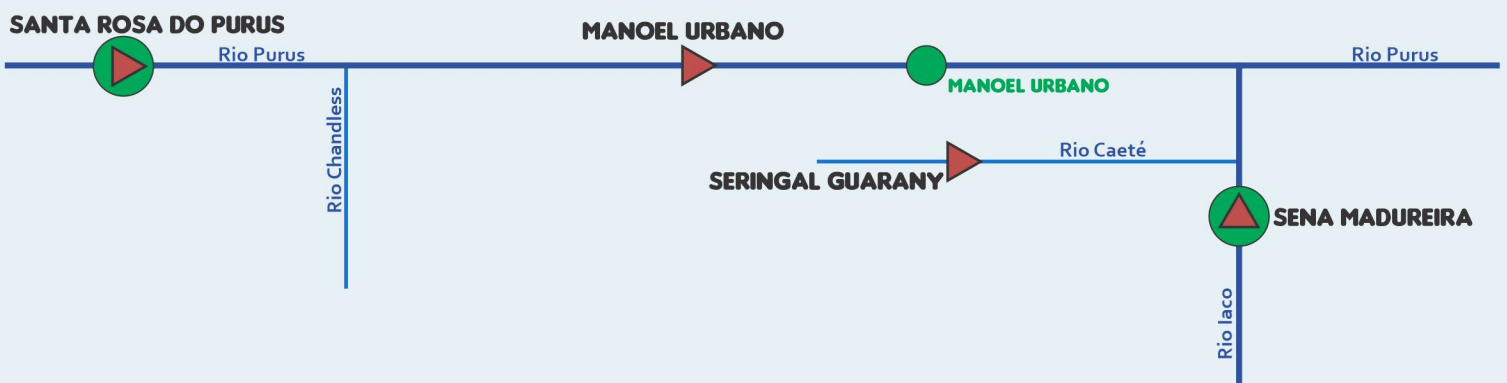 SANTA ROSA DO PURUS
MANOEL URBANO
Rio Purus
Rio Purus
MANOEL URBANO
Rio Chandless
Rio Caeté
SERINGAL GUARANY
SENA MADUREIRA
Rio Iaco